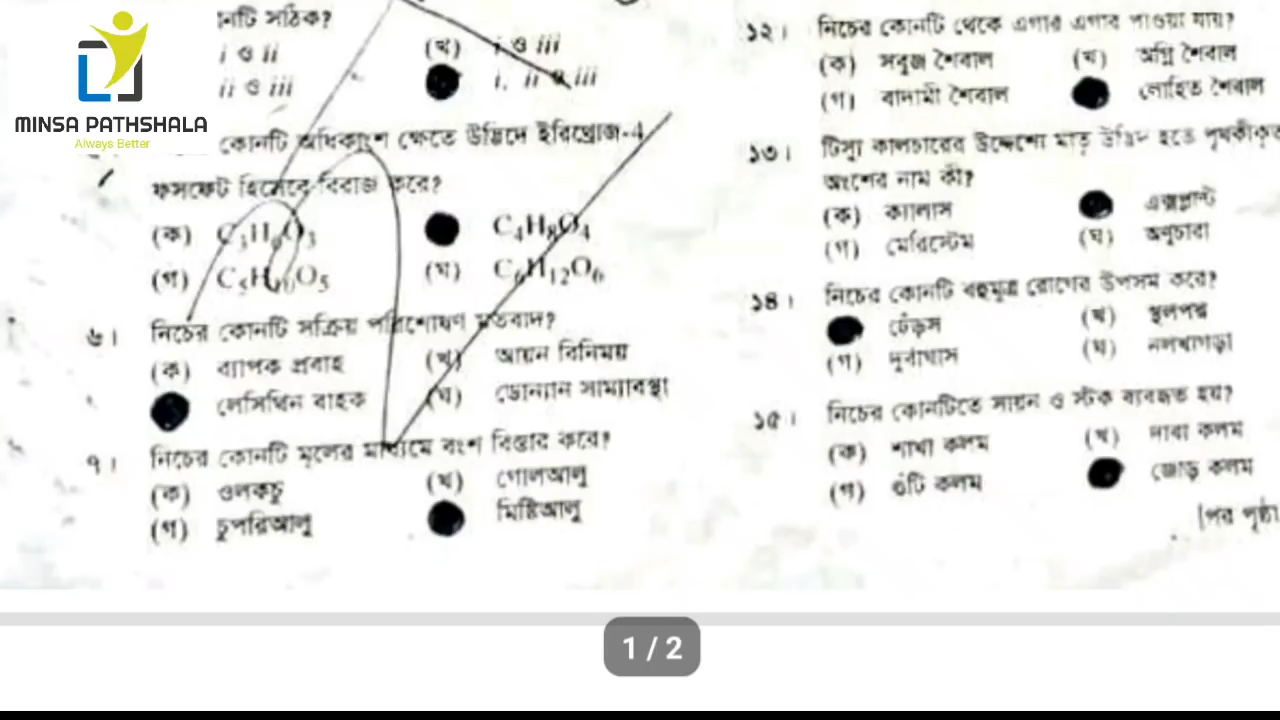 MINSA PATHSHALA
Always Better
নটি সঠিক?
i ও ii
(খ) i ও iii
ii ও iii
i, ii ও iii
কোনটি অধিকাংশ ক্ষেত্রে উদ্ভিদে ইরিথ্রোজ-4
ফসফেট হিসেবে বিরাজ করে?
(ক) C₃H₆O₃
C₄H₈O₄
(গ) C₅H₁₀O₅
(ঘ) C₆H₁₂O₆
৬। নিচের কোনটি সক্রিয় পরিশোষণ মতবাদ?
(ক) ব্যাপক প্রবাহ
(খ) আয়ন বিনিময়
লেসিথিন বাহক
(ঘ) ডোন্যান সাম্যাবস্থা
৭। নিচের কোনটি মূলের মাধ্যমে বংশ বিস্তার করে?
(ক) ওলকচু
(খ) গোলআলু
(গ) চুপরিআলু
মিষ্টিআলু
১২। নিচের কোনটি থেকে এগার এগার পাওয়া যায়?
(ক) সবুজ শৈবাল
(খ) অগ্নি শৈবাল
(গ) বাদামী শৈবাল
লোহিত শৈবাল
১৩। টিস্যু কালচারের উদ্দেশ্যে মাতৃ উদ্ভিদ হতে পৃথকীকৃত
অংশের নাম কী?
(ক) ক্যালাস
এক্সপ্লান্ট
(গ) মেরিস্টেম
(ঘ) অণুচারা
১৪। নিচের কোনটি বহুমূত্র রোগের উপসম করে?
ঢেঁড়স
(খ) স্থলপদ্ম
(গ) দূর্বাঘাস
(ঘ) নলখাগড়া
১৫। নিচের কোনটিতে সায়ন ও স্টক ব্যবহৃত হয়?
(ক) শাখা কলম
(খ) দাবা কলম
(গ) গুঁটি কলম
জোড় কলম
[পর পৃষ্ঠা
1 / 2